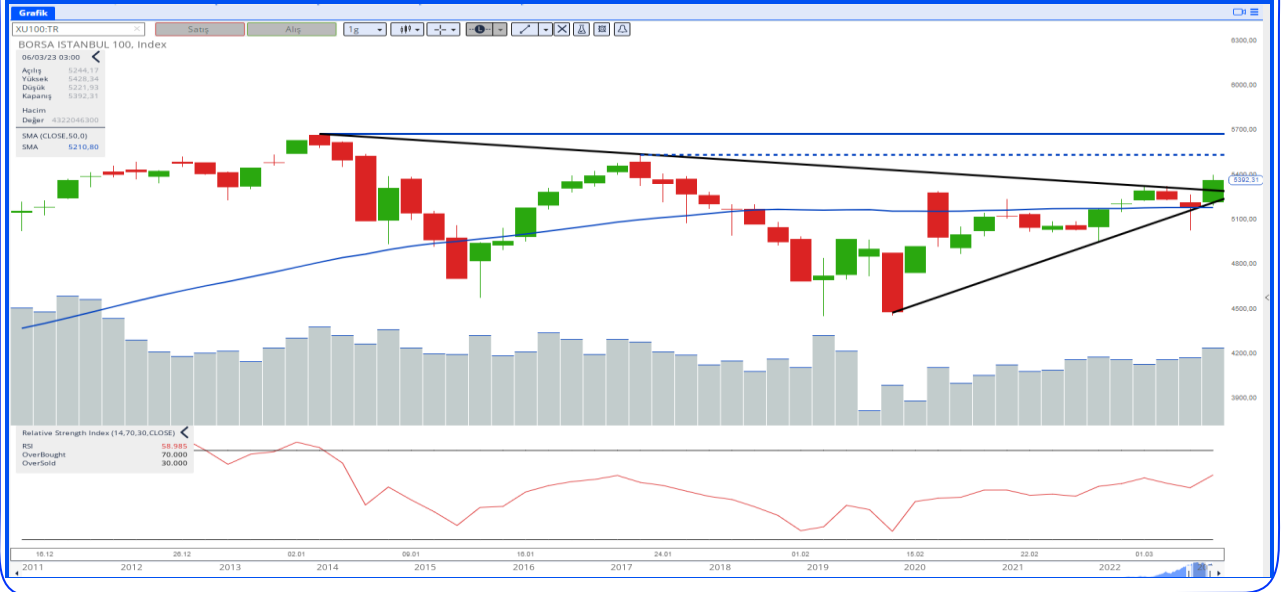 Grafik
XU100:TR
Satış
Alış
1g
L
BORSA ISTANBUL 100, Index
06/03/23 03:00
Açılış 5244,17
Yüksek 5428,34
Düşük 5221,93
Kapanış 5392,31
Hacim
Değer 4322046300
SMA (CLOSE,50,0)
SMA 5210,80
6300,00
6000,00
5700,00
5400,00
5392,31
5100,00
4800,00
4500,00
4200,00
3900,00
Relative Strength Index (14,70,30,CLOSE)
RSI 58.985
OverBought 70.000
OverSold 30.000
16.12 26.12 02.01 09.01 16.01 24.01 01.02 15.02 22.02 01.03
2011 2012 2013 2014 2015 2016 2017 2018 2019 2020 2021 2022